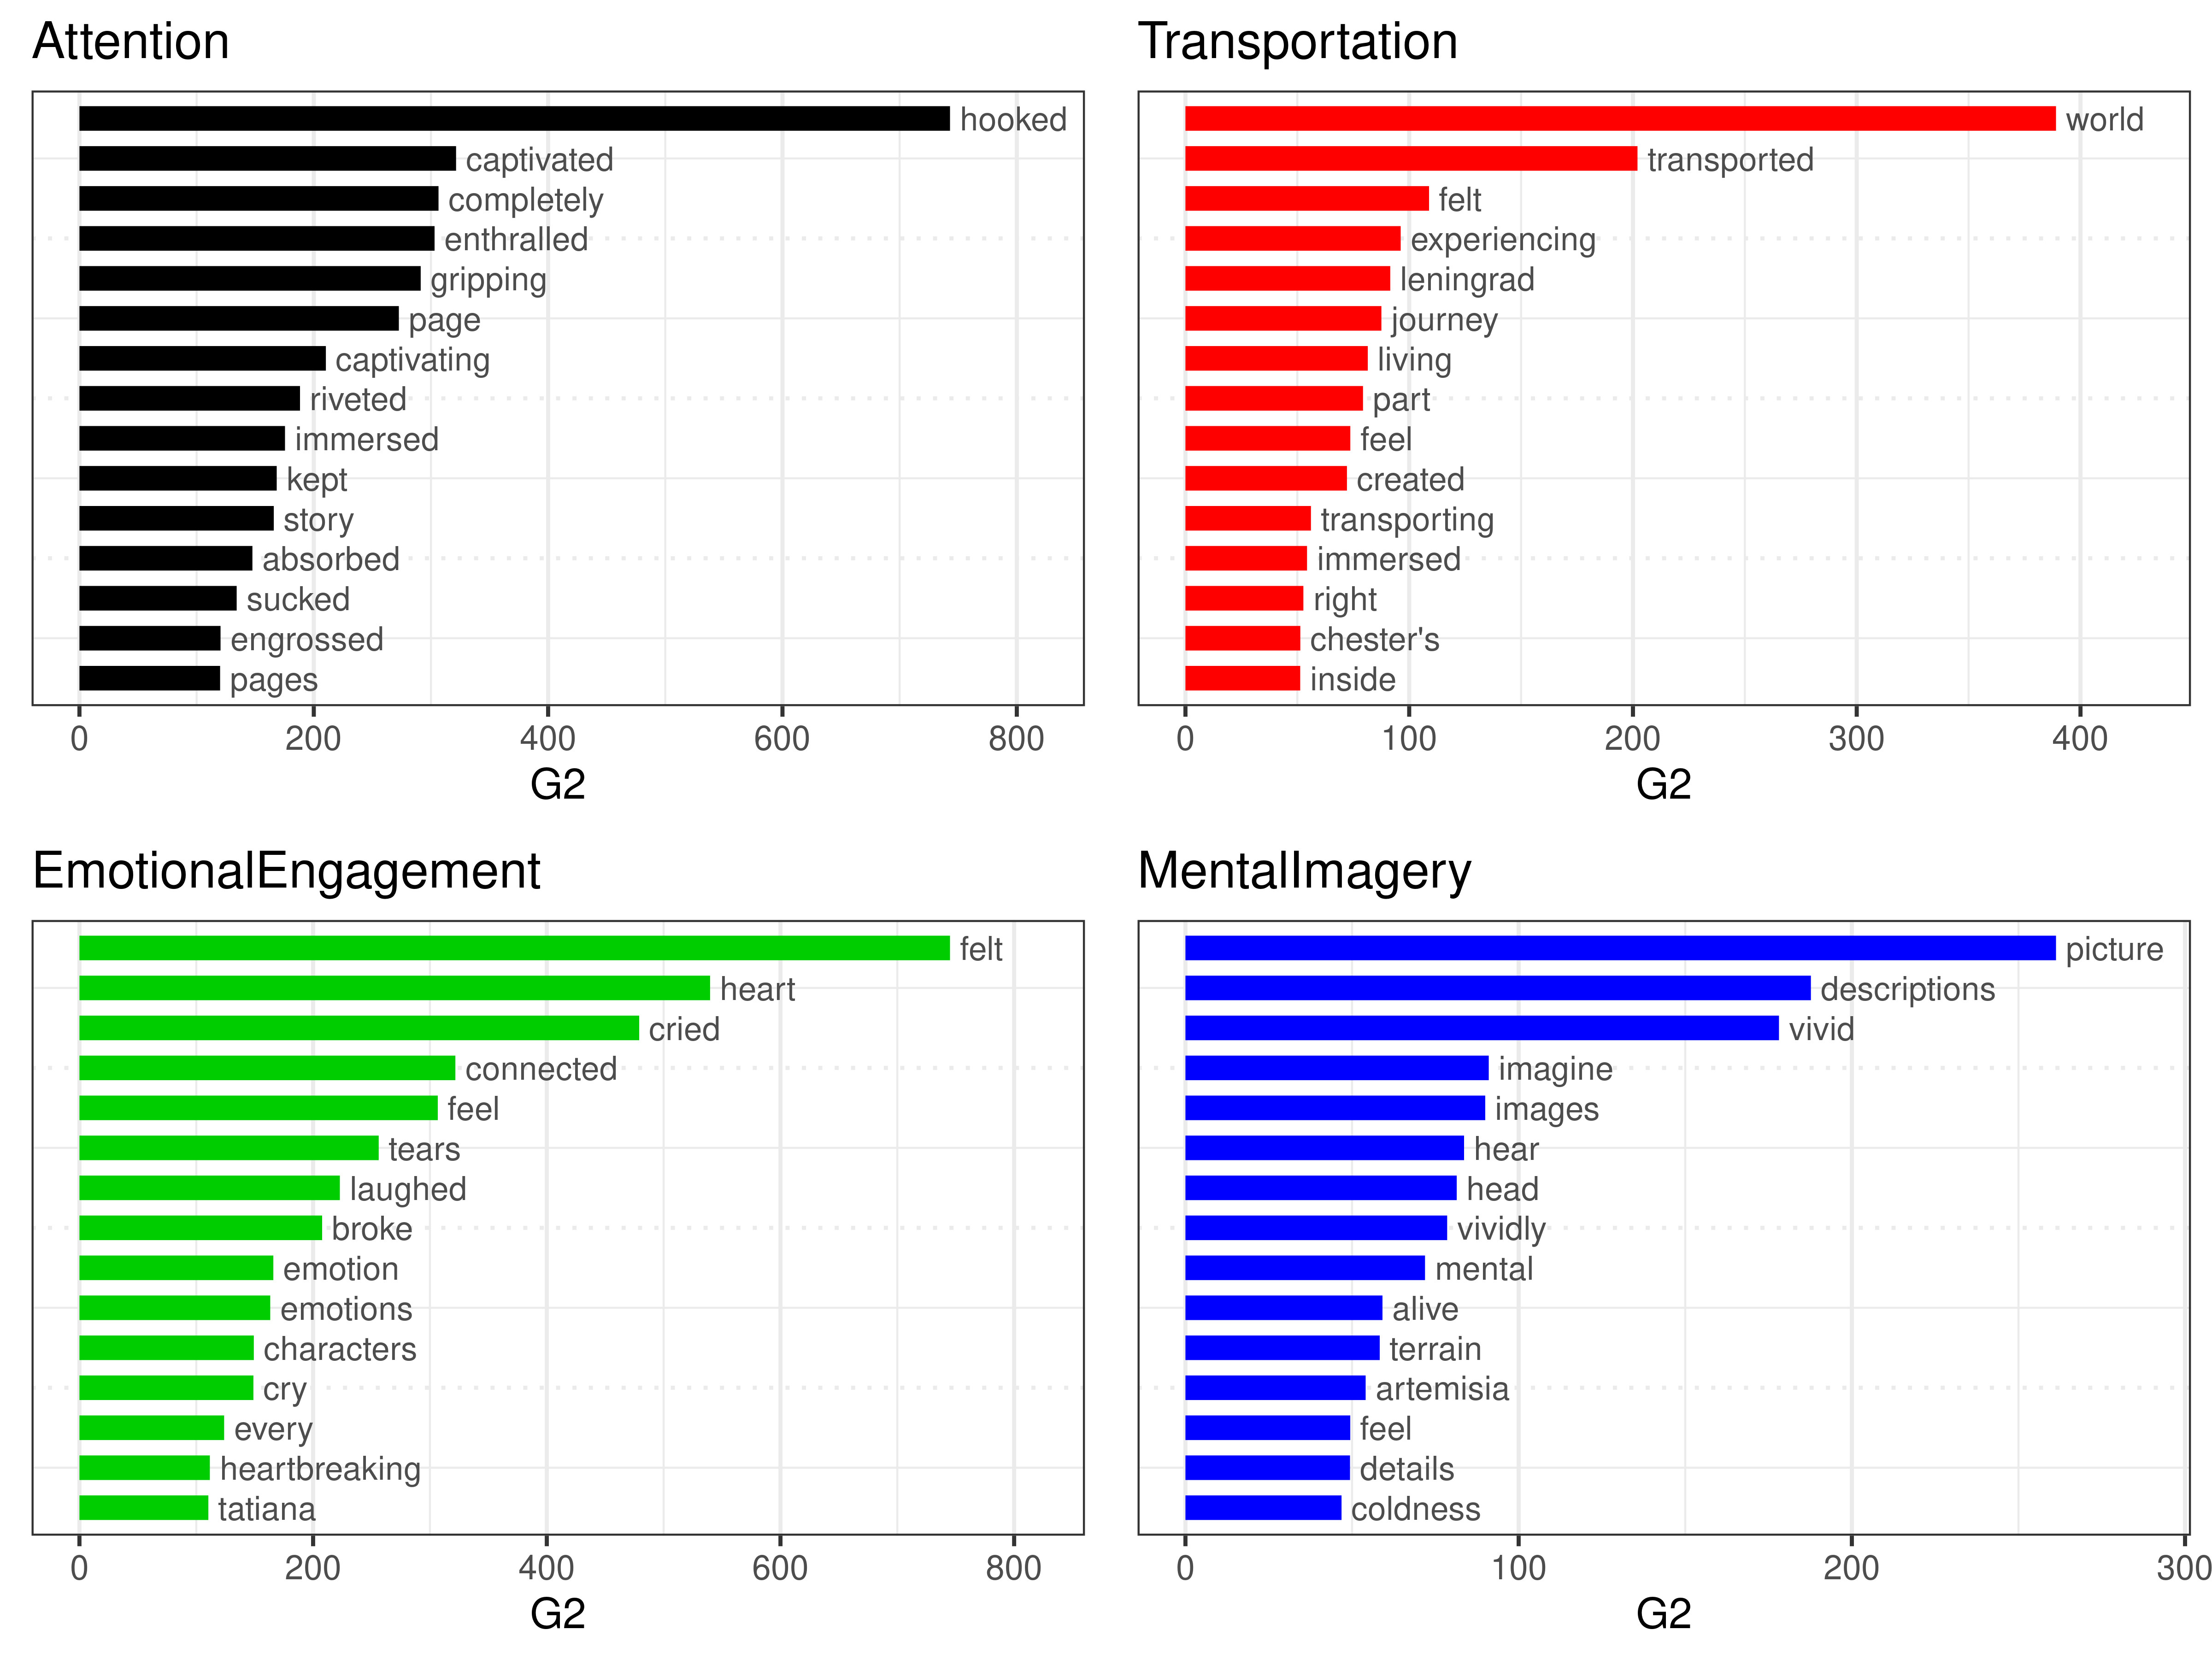 Attention
hooked
captivated
completely
enthralled
gripping
page
captivating
riveted
immersed
kept
story
absorbed
sucked
engrossed
pages
0 200 400 600 800
G2
Transportation
world
transported
felt
experiencing
leningrad
journey
living
part
feel
created
transporting
immersed
right
chester's
inside
0 100 200 300 400
G2
EmotionalEngagement
felt
heart
cried
connected
feel
tears
laughed
broke
emotion
emotions
characters
cry
every
heartbreaking
tatiana
0 200 400 600 800
G2
MentalImagery
picture
descriptions
vivid
imagine
images
hear
head
vividly
mental
alive
terrain
artemisia
feel
details
coldness
0 100 200 300
G2